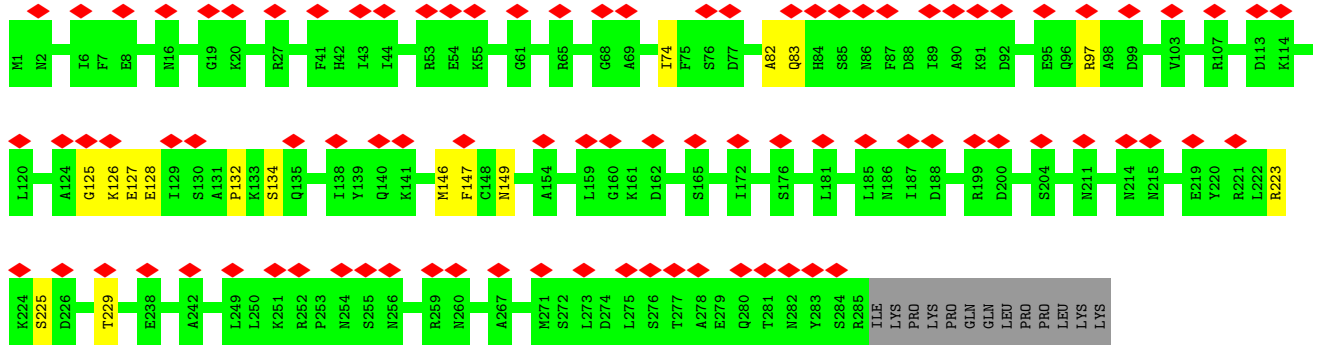 M1 N2 I6 F7 E8 N16 G19 K20 R27 F41 H42 I43 I44 R53 E54 K55 G61 R65 G68 A69 I74 F75 S76 D77 A82 Q83 H84 S85 N86 F87 D88 I89 A90 K91 D92 E95 Q96 R97 A98 D99 V103 R107 D113 K114
L120 A124 G125 K126 E127 E128 I129 S130 A131 P132 K133 S134 Q135 I138 Y139 Q140 K141 M146 F147 C148 N149 A154 L159 G160 K161 D162 S165 I172 S176 L181 L185 N186 I187 D188 R199 D200 S204 N211 N214 N215 E219 Y220 R221 L222 R223
K224 S225 D226 T229 E238 A242 L249 L250 K251 R252 P253 N254 S255 N256 R259 N260 A267 M271 S272 L273 D274 L275 S276 T277 A278 E279 Q280 T281 N282 Y283 S284 R285 ILE LYS PRO LYS PRO GLN GLN LEU PRO PRO LEU LYS LYS